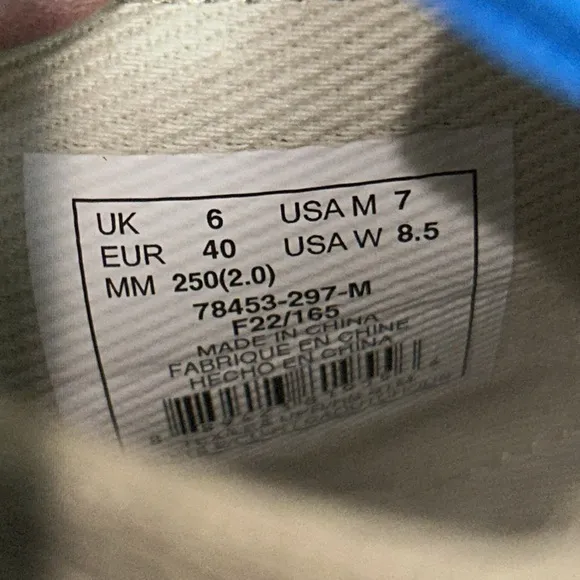 UK 6 USA M 7
EUR 40 USA W 8.5
MM 250(2.0)
78453-297-M
F22/165
MADE IN CHINA
FABRIQUE EN CHINE
HECHO EN CHINA